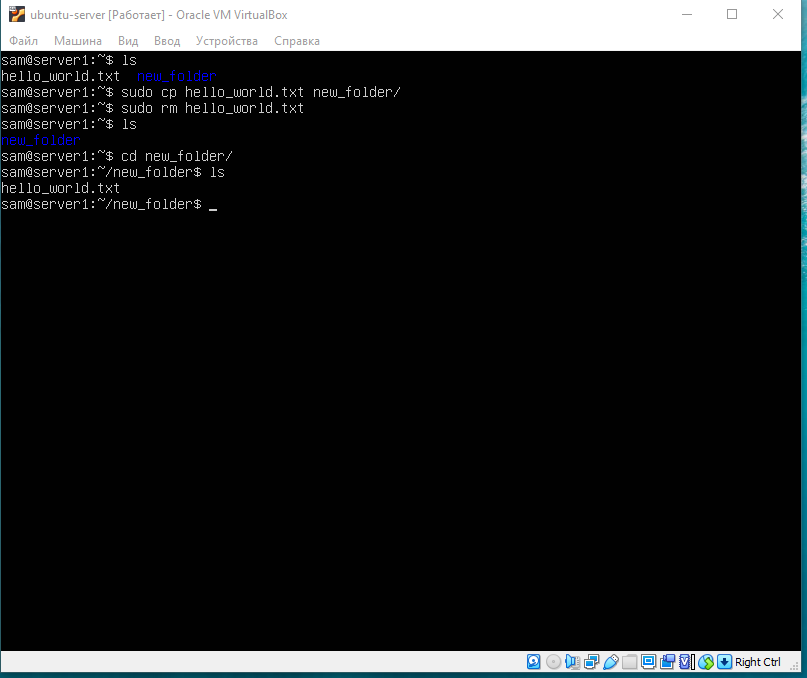 ubuntu-server [Работает] - Oracle VM VirtualBox
Файл Машина Вид Ввод Устройства Справка
sam@server1:~$ ls
hello_world.txt  new_folder
sam@server1:~$ sudo cp hello_world.txt new_folder/
sam@server1:~$ sudo rm hello_world.txt
sam@server1:~$ ls
new_folder
sam@server1:~$ cd new_folder/
sam@server1:~/new_folder$ ls
hello_world.txt
sam@server1:~/new_folder$ _
Right Ctrl